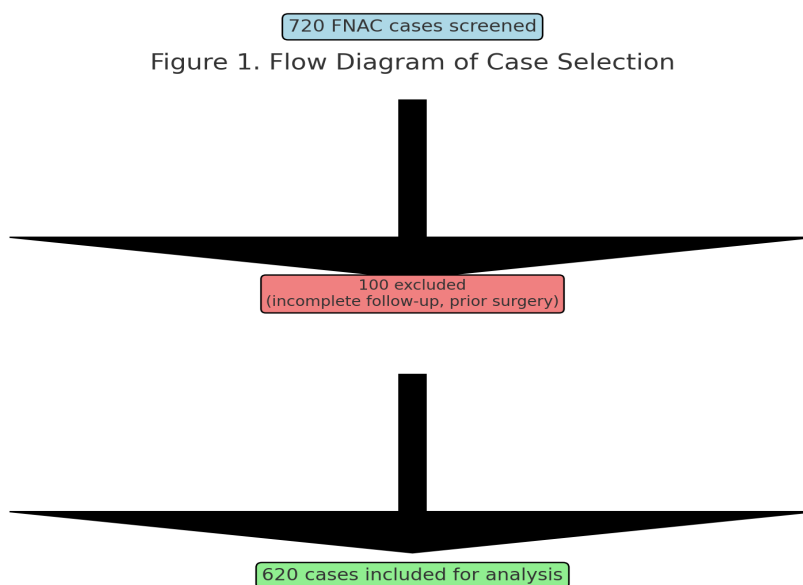 720 FNAC cases screened
Figure 1. Flow Diagram of Case Selection
100 excluded
(incomplete follow-up, prior surgery)
620 cases included for analysis